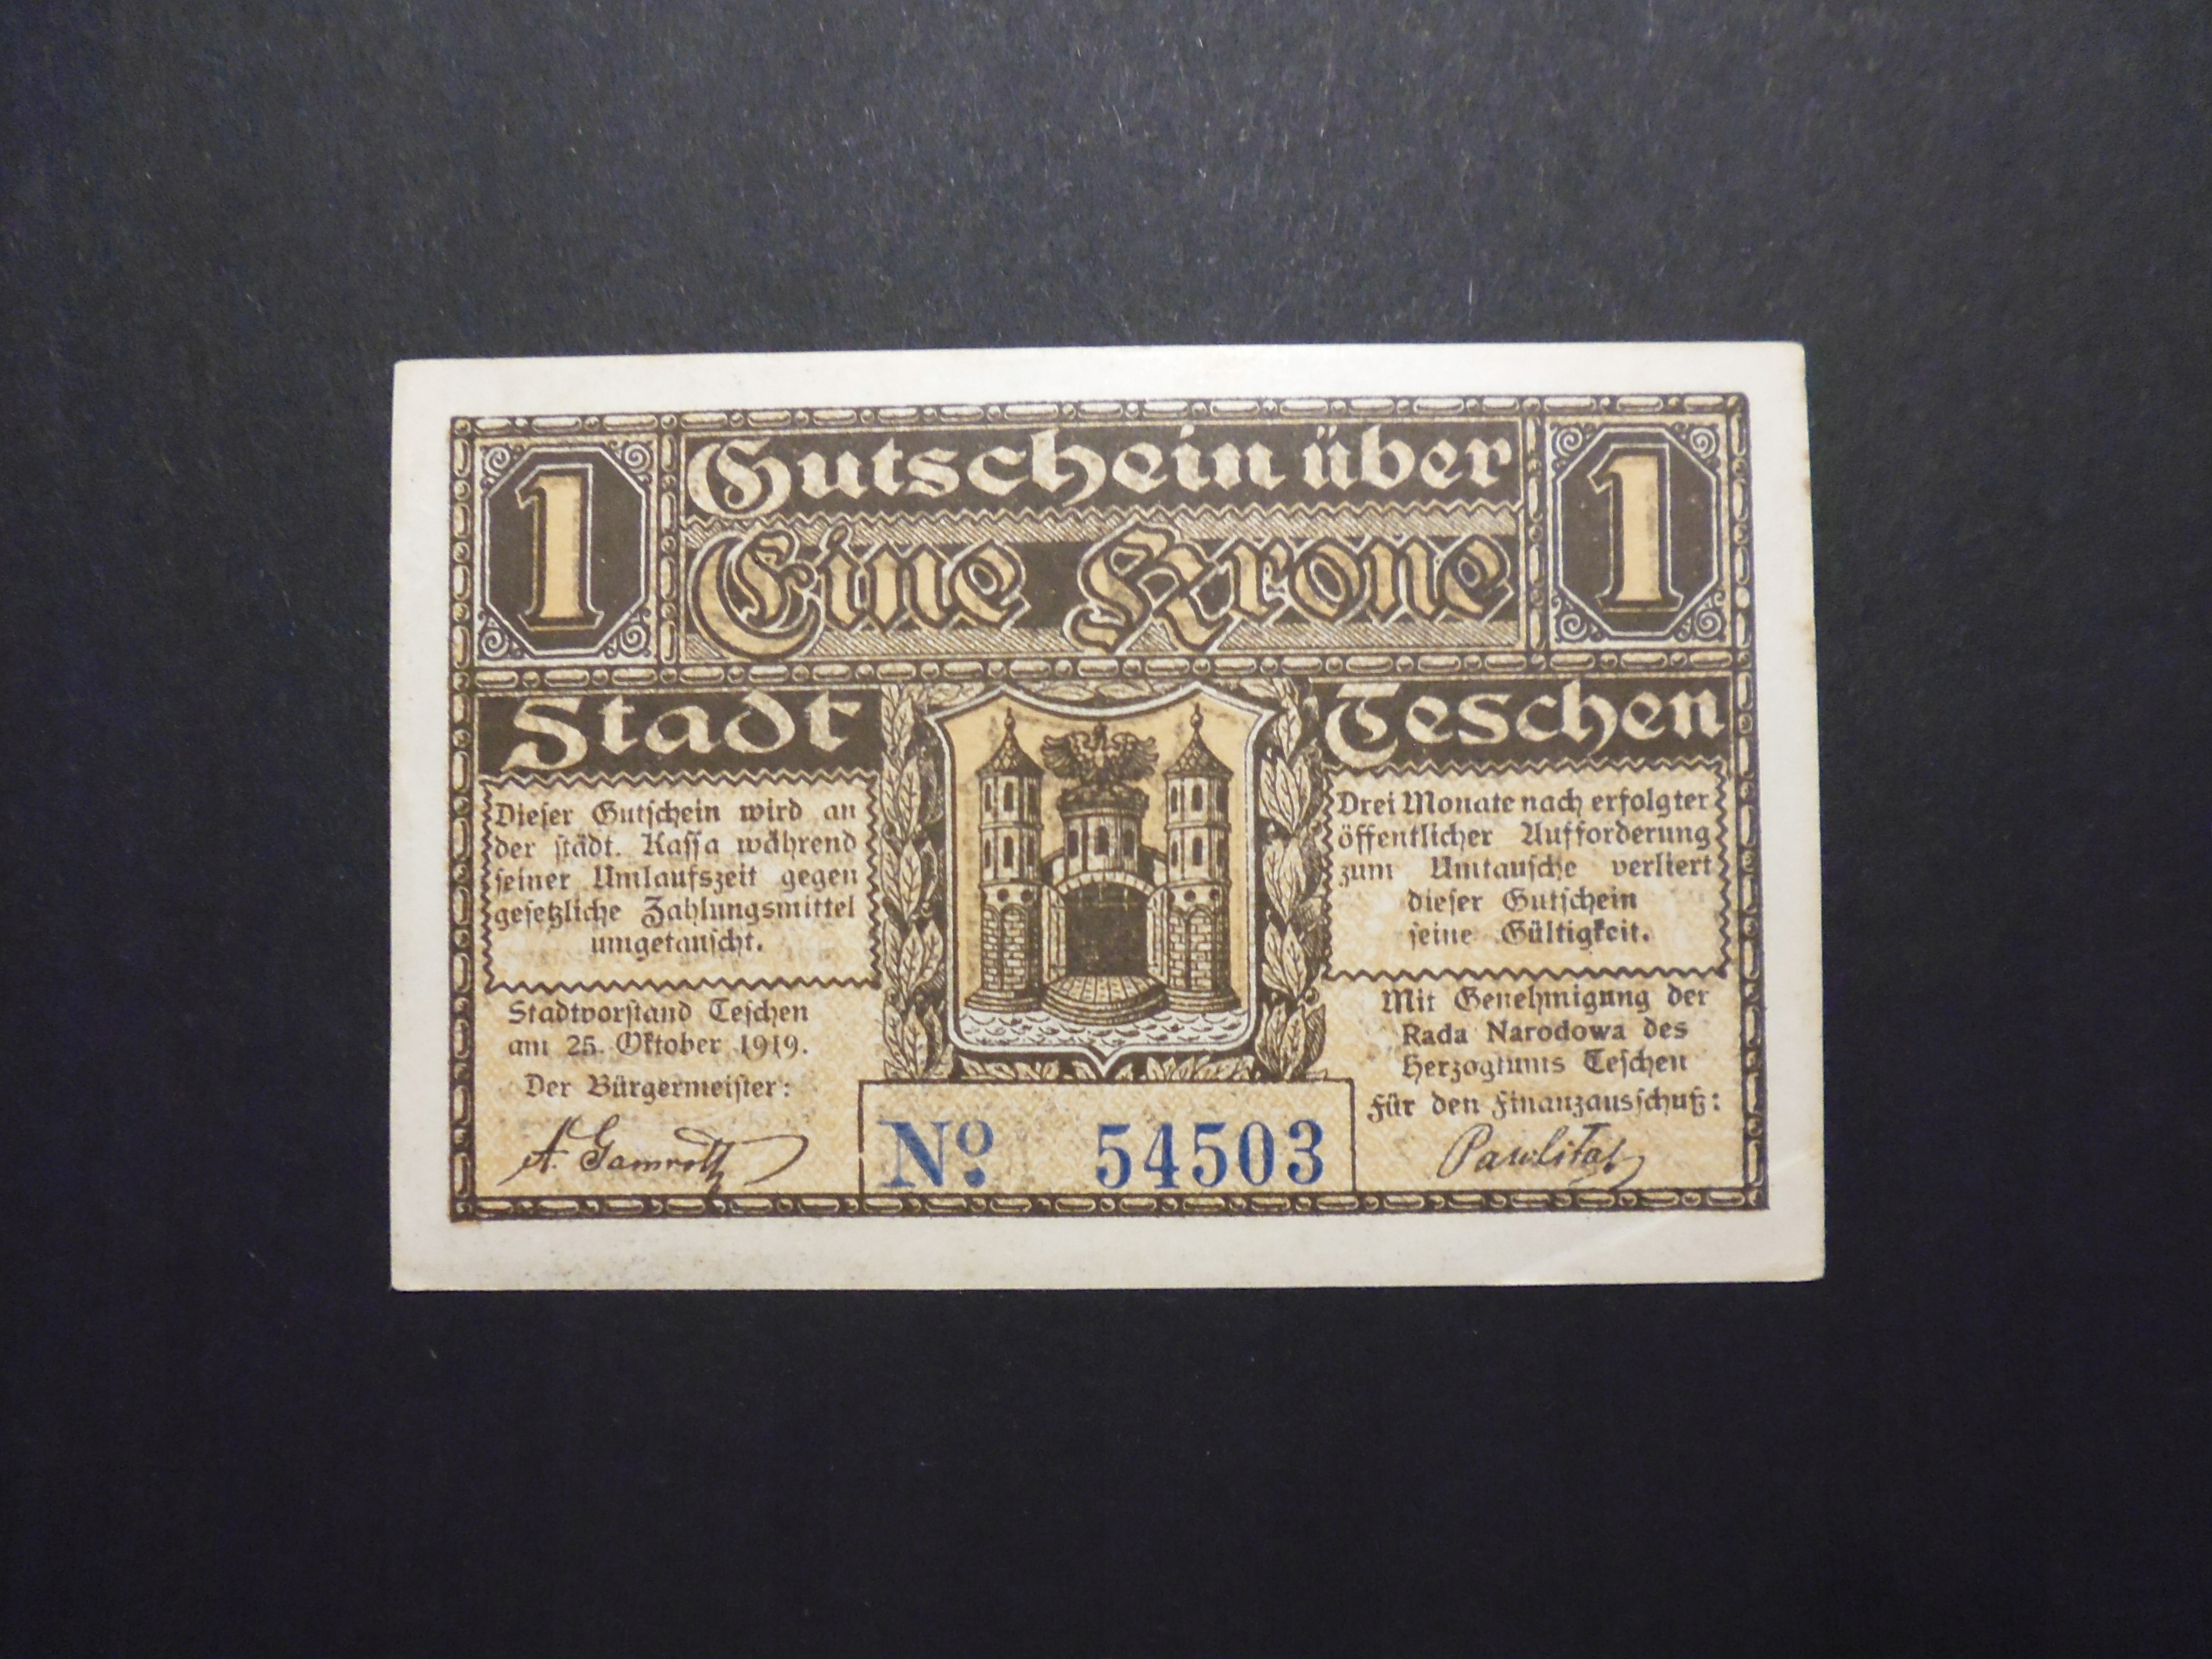 1 Gutschein über 1
Eine Krone
Stadt Teschen
Dieser Gutschein wird an
der städt. Kassa während
seiner Umlaufszeit gegen
gesetzliche Zahlungsmittel
umgetauscht.
Stadtvorstand Teschen
am 25. Oktober 1919.
Der Bürgermeister:
A. Gamroth
Drei Monate nach erfolgter
öffentlicher Aufforderung
zum Umtausche verliert
dieser Gutschein
seine Gültigkeit.
Mit Genehmigung der
Rada Narodowa des
Herzogtums Teschen
Für den Finanzausschuß:
Nº 54503